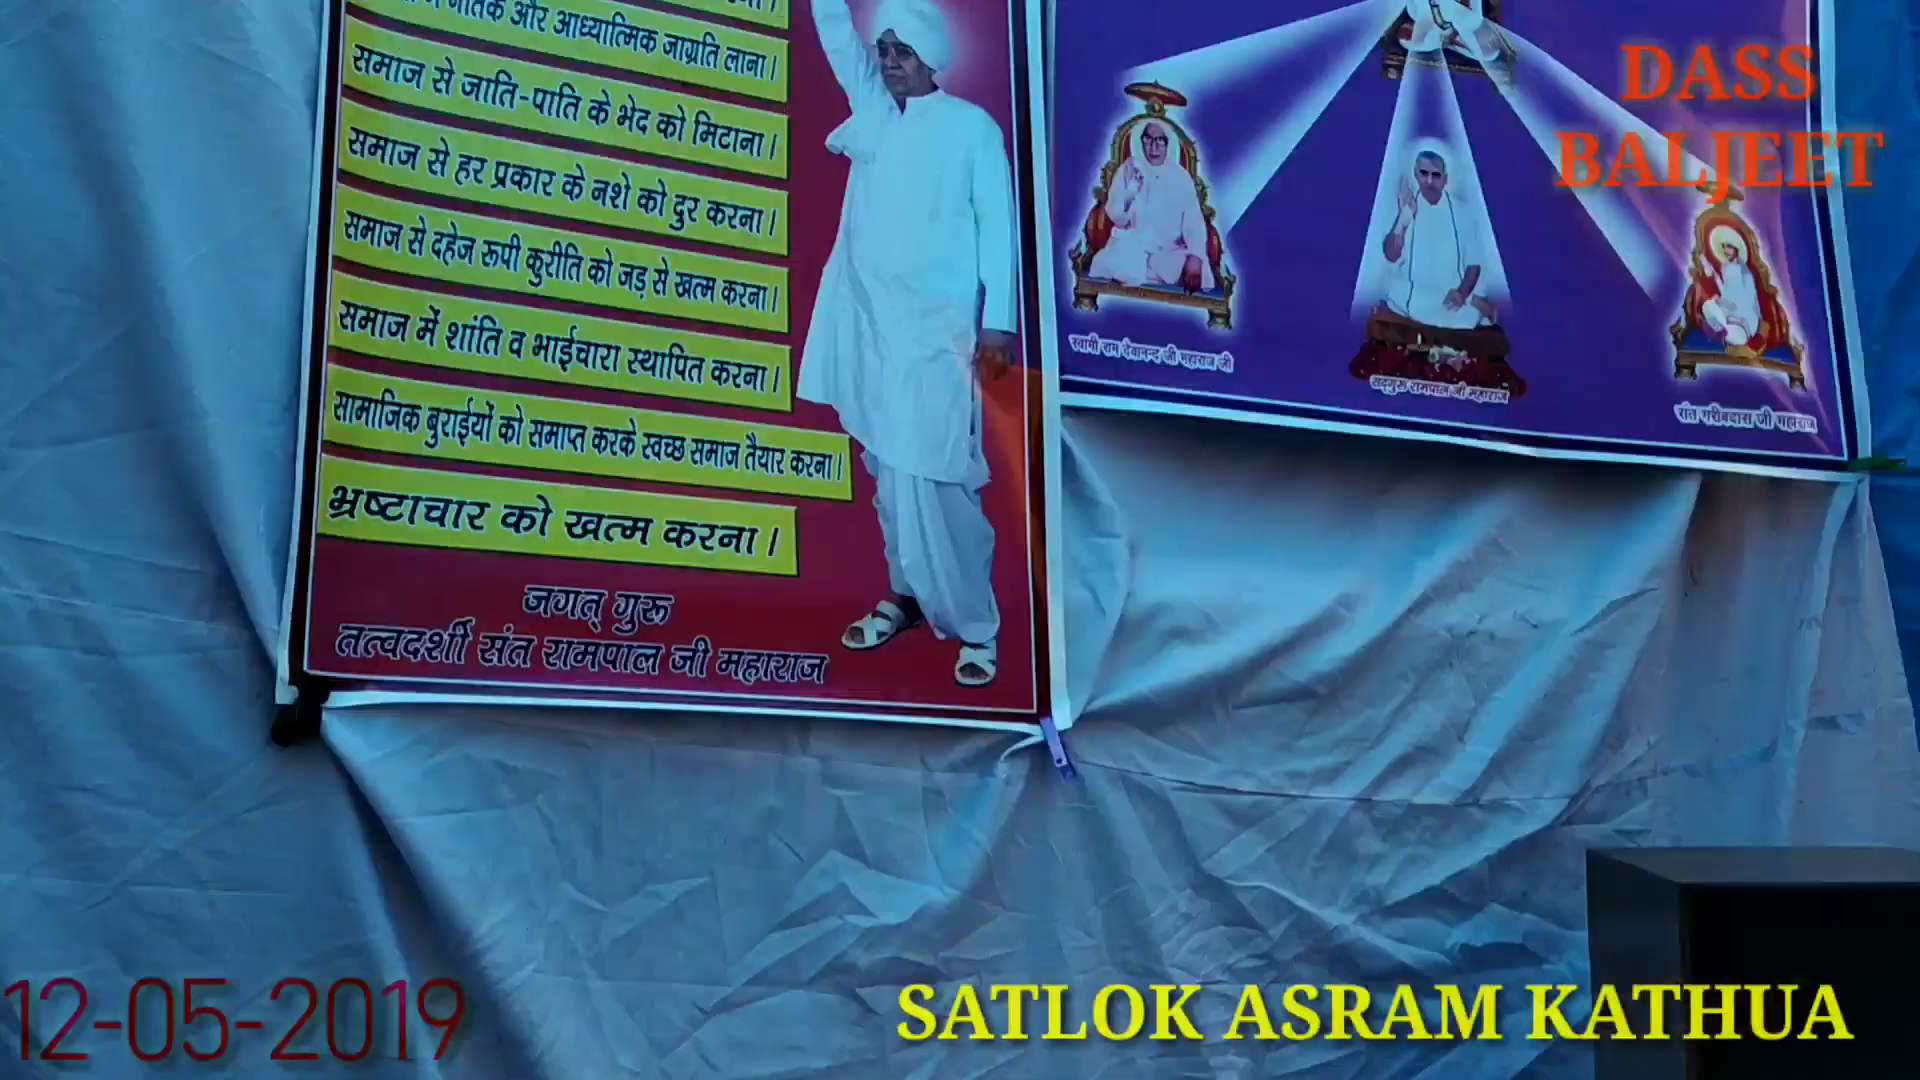 नैतिक और आध्यात्मिक जाग्रति लाना।
समाज से जाति-पाति के भेद को मिटाना।
समाज से हर प्रकार के नशे को दुर करना।
समाज से दहेज रूपी कुरीति को जड़ से खत्म करना।
समाज में शांति व भाईचारा स्थापित करना।
सामाजिक बुराईयों को समाप्त करके स्वच्छ समाज तैयार करना।
भ्रष्टाचार को खत्म करना।
जगत् गुरू
तत्वदर्शी संत रामपाल जी महाराज
DASS
BALJEET
स्वामी राम देवानन्द जी महाराज जी
सद्गुरू रामपाल जी महाराज
संत गरीबदास जी महाराज
12-05-2019
SATLOK ASRAM KATHUA